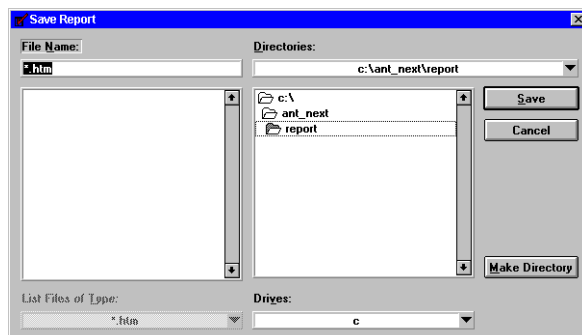 Save Report
File Name:
*.htm
Directories:
c:\ant_next\report
c:\
ant_next
report
Save
Cancel
Make Directory
List Files of Type:
*.htm
Drives:
c